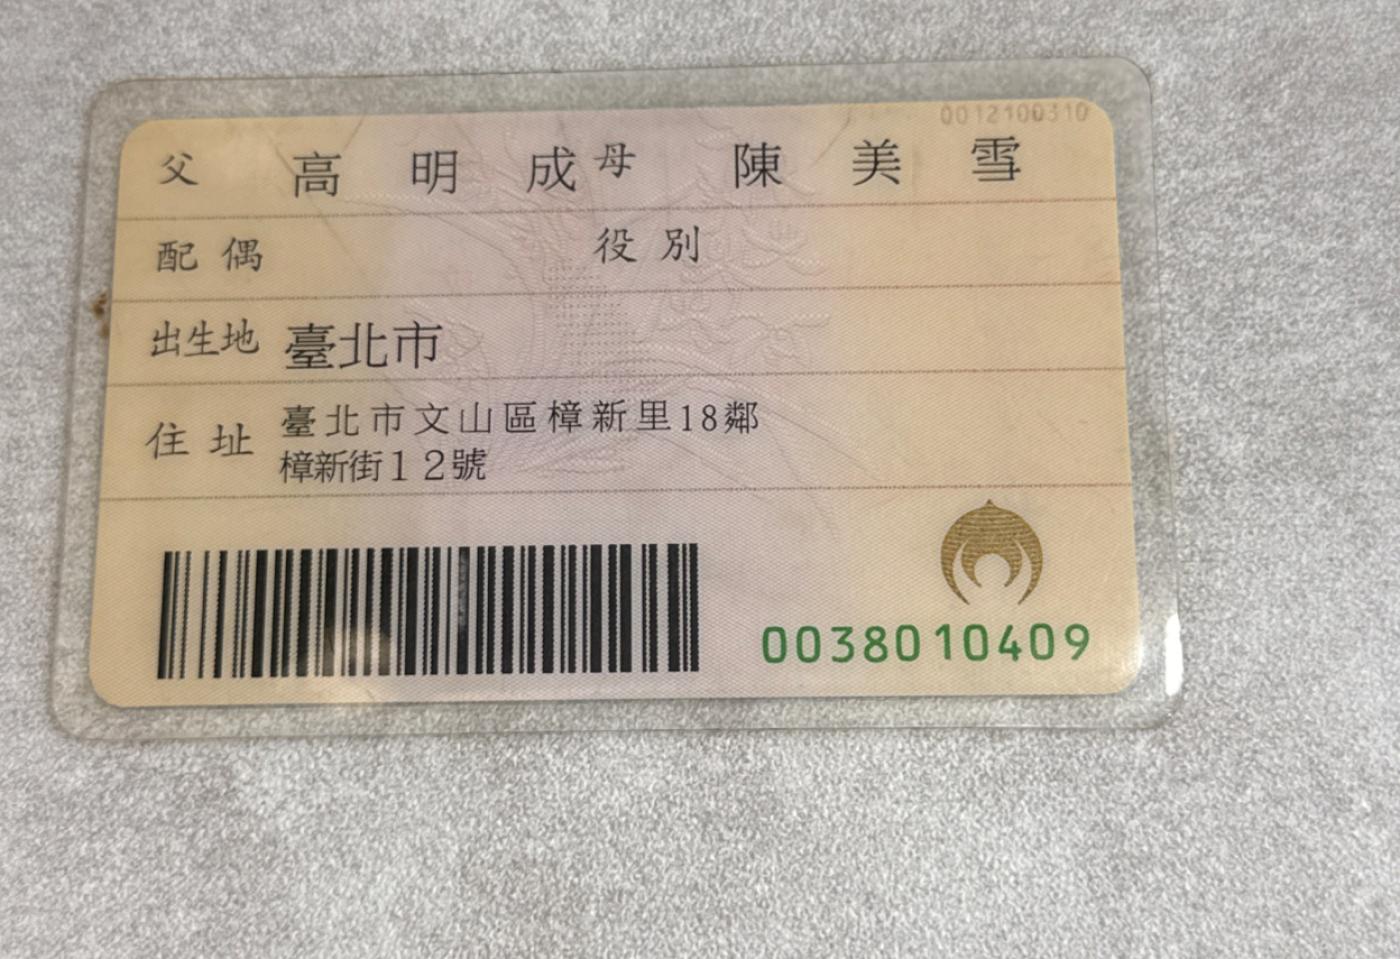 0012100310
父 高明成 母 陳美雪
配偶 役別
出生地 臺北市
住址 臺北市文山區樟新里18鄰
樟新街12號
0038010409